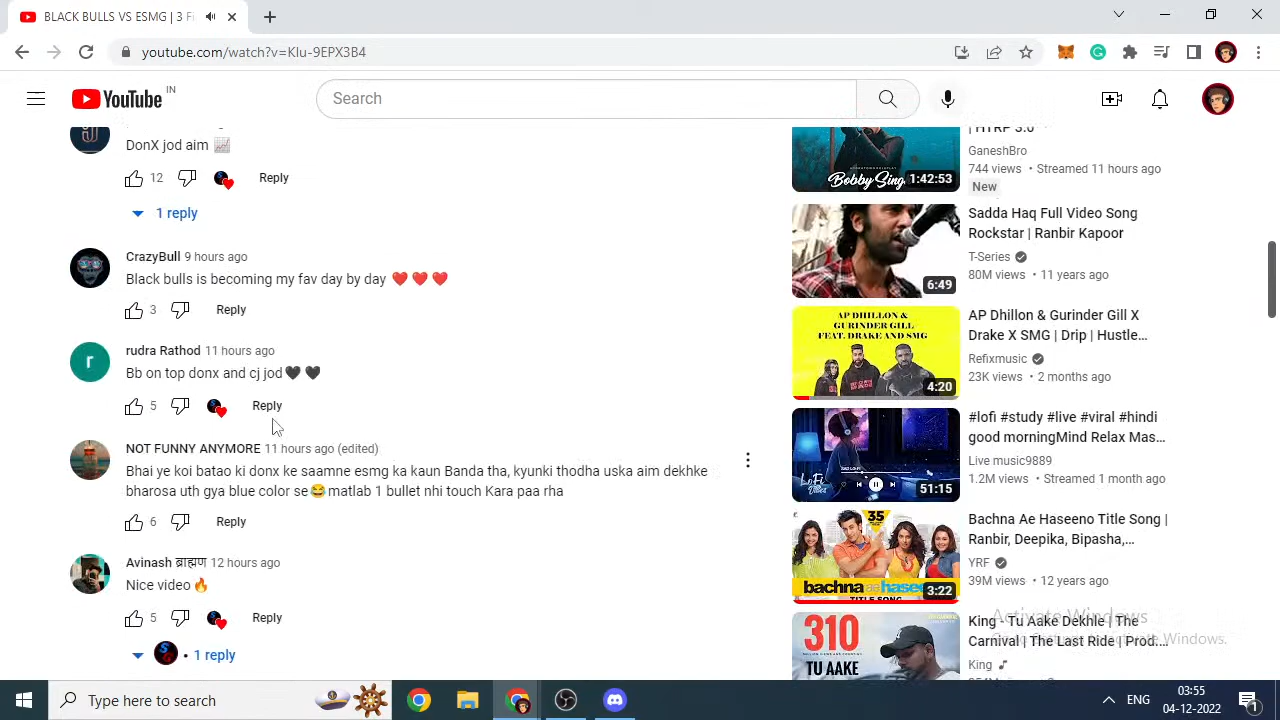 BLACK BULLS VS ESMG | 3 Fi
youtube.com/watch?v=Klu-9EPX3B4
YouTube IN
Search
DonX jod aim
Reply
1 reply
CrazyBull 9 hours ago
Black bulls is becoming my fav day by day ❤️ ❤️ ❤️
3 Reply
rudra Rathod 11 hours ago
r
Bb on top donx and cj jod🖤 🖤
5 Reply
NOT FUNNY ANYMORE 11 hours ago (edited)
Bhai ye koi batao ki donx ke saamne esmg ka kaun Banda tha, kyunki thodha uska aim dekhke
bharosa uth gya blue color se😂 matlab 1 bullet nhi touch Kara paa rha
6 Reply
Avinash ब्राह्मण 12 hours ago
Nice video🔥
5 Reply
• 1 reply
| HTRP 3.0
GaneshBro
744 views • Streamed 11 hours ago
New
Bobby Sing
1:42:53
Sadda Haq Full Video Song
Rockstar | Ranbir Kapoor
T-Series
80M views • 11 years ago
6:49
AP DHILLON &
GURINDER GILL
FEAT. DRAKE AND SMG
4:20
AP Dhillon & Gurinder Gill X
Drake X SMG | Drip | Hustle...
Refixmusic
23K views • 2 months ago
#lofi #study #live #viral #hindi
good morningMind Relax Mas...
Live music9889
1.2M views • Streamed 1 month ago
51:15
35
bachna ae haseeno
TITLE SONG
3:22
Bachna Ae Haseeno Title Song |
Ranbir, Deepika, Bipasha,...
YRF
39M views • 12 years ago
310
TU AAKE
King - Tu Aake Dekhle | The
Carnival | The Last Ride | Prod:...
King
Activate Windows
Type here to search
ENG
03:55
04-12-2022
1